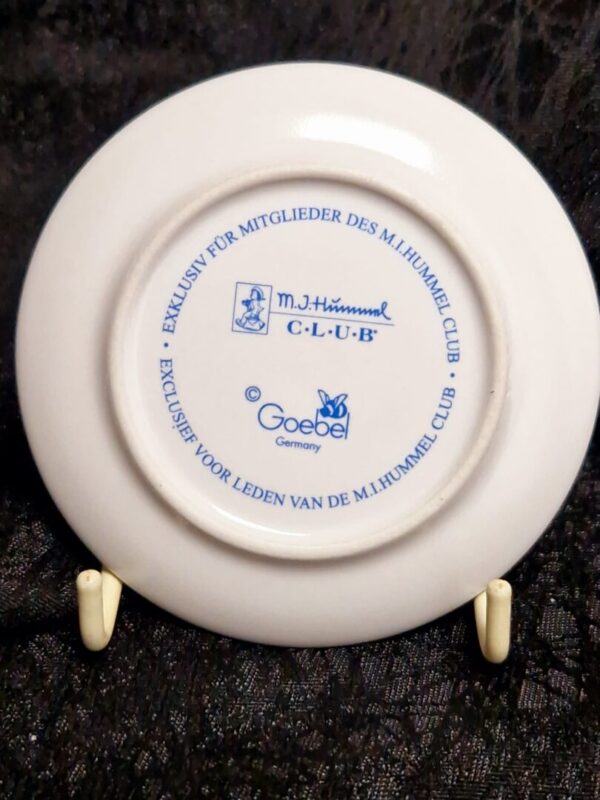 • EXKLUSIV FÜR MITGLIEDER DES M.I.HUMMEL CLUB •
M.J.Hummel
C·L·U·B®
© Goebel
Germany
EXCLUSIEF VOOR LEDEN VAN DE M.I.HUMMEL CLUB